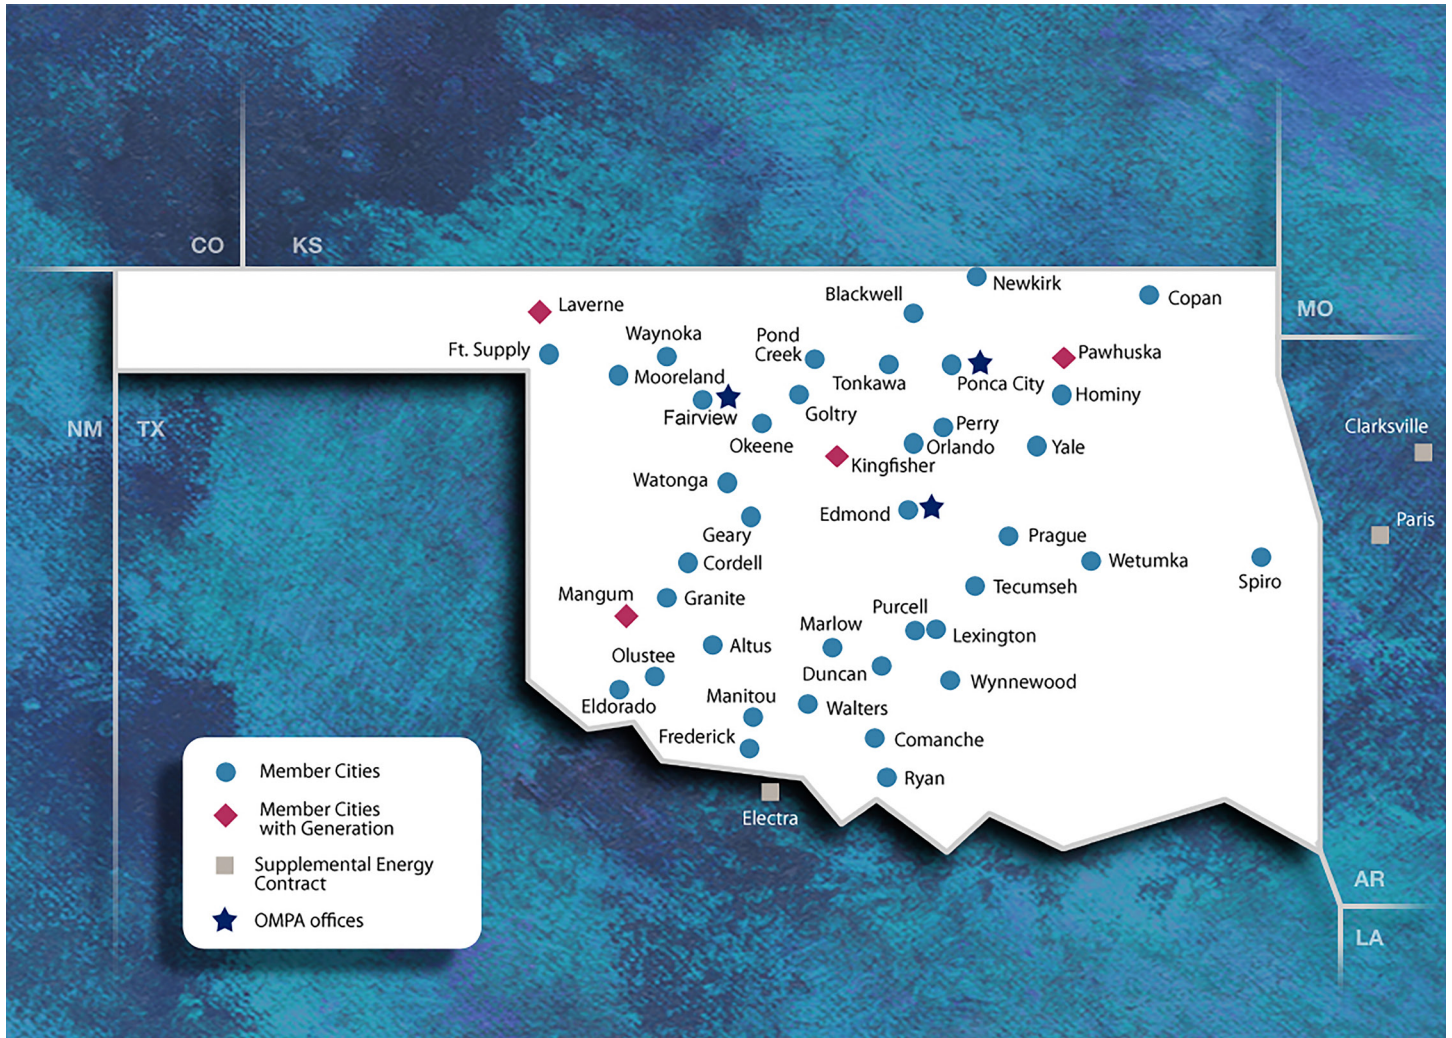 CO
KS
NM
TX
MO
AR
LA
Newkirk
Blackwell
Copan
Laverne
Waynoka
Pond
Creek
Ft. Supply
Pawhuska
Mooreland
Tonkawa
Ponca City
Hominy
Fairview
Goltry
Perry
Clarksville
Okeene
Orlando
Yale
Kingfisher
Watonga
Edmond
Paris
Geary
Prague
Cordell
Wetumka
Spiro
Mangum
Granite
Tecumseh
Purcell
Marlow
Lexington
Altus
Olustee
Duncan
Wynnewood
Eldorado
Manitou
Walters
Frederick
Comanche
Ryan
Electra
Member Cities
Member Cities
with Generation
Supplemental Energy
Contract
OMPA offices